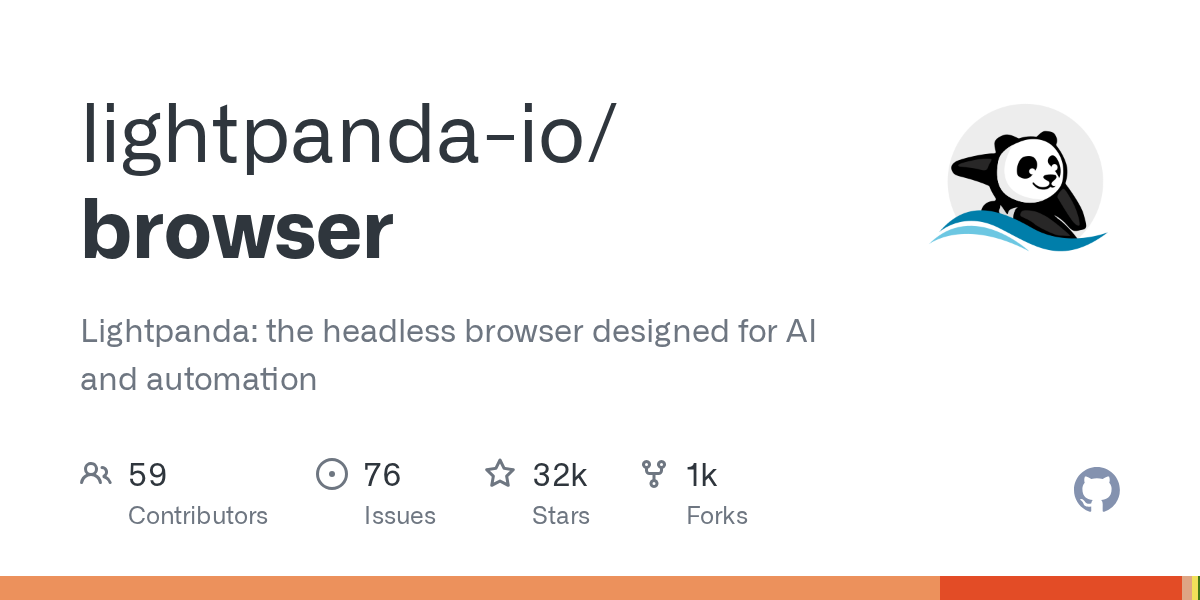 lightpanda-io/
browser
Lightpanda: the headless browser designed for AI
and automation
59
Contributors
76
Issues
32k
Stars
1k
Forks